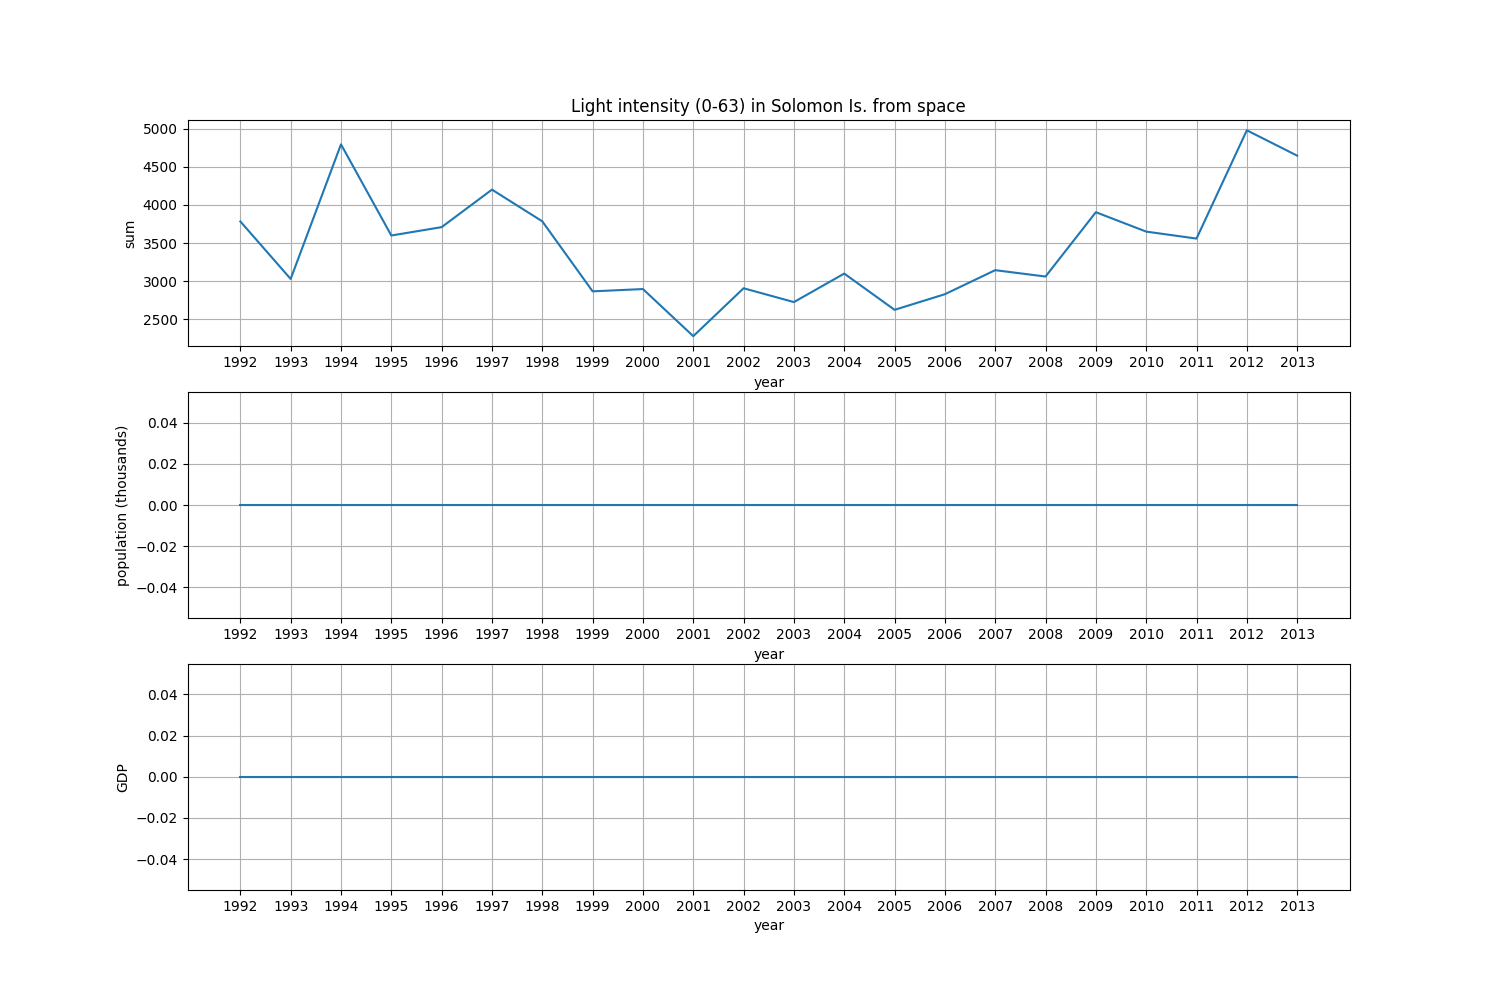 Light intensity (0-63) in Solomon Is. from space
5000
4500
4000
3500
3000
2500
sum
1992 1993 1994 1995 1996 1997 1998 1999 2000 2001 2002 2003 2004 2005 2006 2007 2008 2009 2010 2011 2012 2013
year
0.04
0.02
0.00
−0.02
−0.04
population (thousands)
1992 1993 1994 1995 1996 1997 1998 1999 2000 2001 2002 2003 2004 2005 2006 2007 2008 2009 2010 2011 2012 2013
year
0.04
0.02
0.00
−0.02
−0.04
GDP
1992 1993 1994 1995 1996 1997 1998 1999 2000 2001 2002 2003 2004 2005 2006 2007 2008 2009 2010 2011 2012 2013
year